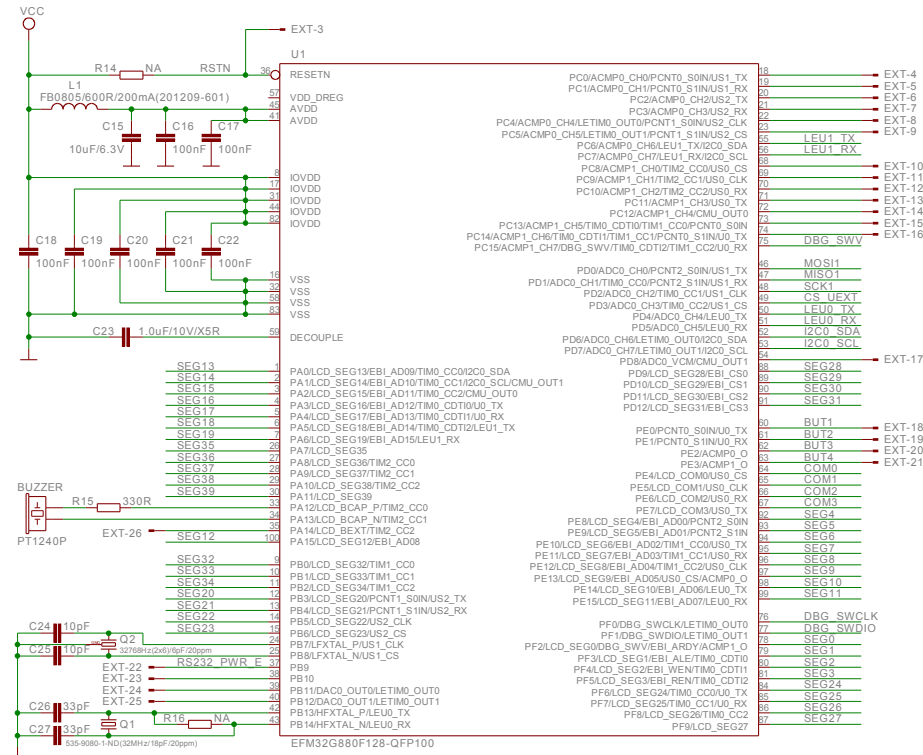 VCC
EXT-3
U1
R14 NA RSTN 36 RESETN
L1
FB0805/600R/200mA(201209-601)
57 VDD_DREG
45 AVDD
41 AVDD
C15 C16 C17
10uF/6.3V 100nF 100nF
8 IOVDD
17 IOVDD
31 IOVDD
44 IOVDD
82 IOVDD
C18 C19 C20 C21 C22
100nF 100nF 100nF 100nF 100nF
16 VSS
32 VSS
58 VSS
83 VSS
C23 1.0uF/10V/X5R 59 DECOUPLE
SEG13 1 PA0/LCD_SEG13/EBI_AD09/TIM0_CC0/I2C0_SDA
SEG14 2 PA1/LCD_SEG14/EBI_AD10/TIM0_CC1/I2C0_SCL/CMU_OUT1
SEG15 3 PA2/LCD_SEG15/EBI_AD11/TIM0_CC2/CMU_OUT0
SEG16 4 PA3/LCD_SEG16/EBI_AD12/TIM0_CDTI0/U0_TX
SEG17 5 PA4/LCD_SEG17/EBI_AD13/TIM0_CDTI1/U0_RX
SEG18 6 PA5/LCD_SEG18/EBI_AD14/TIM0_CDTI2/LEU1_TX
SEG19 7 PA6/LCD_SEG19/EBI_AD15/LEU1_RX
SEG35 26 PA7/LCD_SEG35
SEG36 27 PA8/LCD_SEG36/TIM2_CC0
SEG37 28 PA9/LCD_SEG37/TIM2_CC1
SEG38 29 PA10/LCD_SEG38/TIM2_CC2
SEG39 30 PA11/LCD_SEG39
BUZZER R15 330R 33 PA12/LCD_BCAP_P/TIM2_CC0
34 PA13/LCD_BCAP_N/TIM2_CC1
PT1240P EXT-26 35 PA14/LCD_BEXT/TIM2_CC2
SEG12 100 PA15/LCD_SEG12/EBI_AD08
SEG32 9 PB0/LCD_SEG32/TIM1_CC0
SEG33 10 PB1/LCD_SEG33/TIM1_CC1
SEG34 11 PB2/LCD_SEG34/TIM1_CC2
SEG20 12 PB3/LCD_SEG20/PCNT1_S0IN/US2_TX
SEG21 13 PB4/LCD_SEG21/PCNT1_S1IN/US2_RX
SEG22 14 PB5/LCD_SEG22/US2_CLK
SEG23 15 PB6/LCD_SEG23/US2_CS
C24 10pF Q2 24 PB7/LFXTAL_P/US1_CLK
C25 10pF 32768Hz(2x6)/6pF/20ppm 25 PB8/LFXTAL_N/US1_CS
EXT-22 RS232_PWR_E 37 PB9
EXT-23 38 PB10
EXT-24 39 PB11/DAC0_OUT0/LETIM0_OUT0
EXT-25 40 PB12/DAC0_OUT1/LETIM0_OUT1
C26 33pF 42 PB13/HFXTAL_P/LEU0_TX
C27 33pF Q1 R16 NA 43 PB14/HFXTAL_N/LEU0_RX
535-9080-1-ND(32MHz/18pF/20ppm)
PC0/ACMP0_CH0/PCNT0_S0IN/US1_TX 18 EXT-4
PC1/ACMP0_CH1/PCNT0_S1IN/US1_RX 19 EXT-5
PC2/ACMP0_CH2/US2_TX 20 EXT-6
PC3/ACMP0_CH3/US2_RX 21 EXT-7
PC4/ACMP0_CH4/LETIM0_OUT0/PCNT1_S0IN/US2_CLK 22 EXT-8
PC5/ACMP0_CH5/LETIM0_OUT1/PCNT1_S1IN/US2_CS 23 EXT-9
PC6/ACMP0_CH6/LEU1_TX/I2C0_SDA 55 LEU1_TX
PC7/ACMP0_CH7/LEU1_RX/I2C0_SCL 56 LEU1_RX
PC8/ACMP1_CH0/TIM2_CC0/US0_CS 68 EXT-10
PC9/ACMP1_CH1/TIM2_CC1/US0_CLK 69 EXT-11
PC10/ACMP1_CH2/TIM2_CC2/US0_RX 70 EXT-12
PC11/ACMP1_CH3/US0_TX 71 EXT-13
PC12/ACMP1_CH4/CMU_OUT0 72 EXT-14
PC13/ACMP1_CH5/TIM0_CDTI0/TIM1_CC0/PCNT0_S0IN 73 EXT-15
PC14/ACMP1_CH6/TIM0_CDTI1/TIM1_CC1/PCNT0_S1IN/U0_TX 74 EXT-16
PC15/ACMP1_CH7/DBG_SWV/TIM0_CDTI2/TIM1_CC2/U0_RX 75 DBG_SWV
PD0/ADC0_CH0/PCNT2_S0IN/US1_TX 46 MOSI1
PD1/ADC0_CH1/TIM0_CC0/PCNT2_S1IN/US1_RX 47 MISO1
PD2/ADC0_CH2/TIM0_CC1/US1_CLK 48 SCK1
PD3/ADC0_CH3/TIM0_CC2/US1_CS 49 CS_UEXT
PD4/ADC0_CH4/LEU0_TX 50 LEU0_TX
PD5/ADC0_CH5/LEU0_RX 51 LEU0_RX
PD6/ADC0_CH6/LETIM0_OUT0/I2C0_SDA 52 I2C0_SDA
PD7/ADC0_CH7/LETIM0_OUT1/I2C0_SCL 53 I2C0_SCL
PD8/ADC0_VCM/CMU_OUT1 54 EXT-17
PD9/LCD_SEG28/EBI_CS0 88 SEG28
PD10/LCD_SEG29/EBI_CS1 89 SEG29
PD11/LCD_SEG30/EBI_CS2 90 SEG30
PD12/LCD_SEG31/EBI_CS3 91 SEG31
PE0/PCNT0_S0IN/U0_TX 60 BUT1 EXT-18
PE1/PCNT0_S1IN/U0_RX 61 BUT2 EXT-19
PE2/ACMP0_O 62 BUT3 EXT-20
PE3/ACMP1_O 63 BUT4 EXT-21
PE4/LCD_COM0/US0_CS 64 COM0
PE5/LCD_COM1/US0_CLK 65 COM1
PE6/LCD_COM2/US0_RX 66 COM2
PE7/LCD_COM3/US0_TX 67 COM3
PE8/LCD_SEG4/EBI_AD00/PCNT2_S0IN 92 SEG4
PE9/LCD_SEG5/EBI_AD01/PCNT2_S1IN 93 SEG5
PE10/LCD_SEG6/EBI_AD02/TIM1_CC0/US0_TX 94 SEG6
PE11/LCD_SEG7/EBI_AD03/TIM1_CC1/US0_RX 95 SEG7
PE12/LCD_SEG8/EBI_AD04/TIM1_CC2/US0_CLK 96 SEG8
PE13/LCD_SEG9/EBI_AD05/US0_CS/ACMP0_O 97 SEG9
PE14/LCD_SEG10/EBI_AD06/LEU0_TX 98 SEG10
PE15/LCD_SEG11/EBI_AD07/LEU0_RX 99 SEG11
PF0/DBG_SWCLK/LETIM0_OUT0 76 DBG_SWCLK
PF1/DBG_SWDIO/LETIM0_OUT1 77 DBG_SWDIO
PF2/LCD_SEG0/DBG_SWV/EBI_ARDY/ACMP1_O 78 SEG0
PF3/LCD_SEG1/EBI_ALE/TIM0_CDTI0 79 SEG1
PF4/LCD_SEG2/EBI_WEN/TIM0_CDTI1 80 SEG2
PF5/LCD_SEG3/EBI_REN/TIM0_CDTI2 81 SEG3
PF6/LCD_SEG24/TIM0_CC0/U0_TX 84 SEG24
PF7/LCD_SEG25/TIM0_CC1/U0_RX 85 SEG25
PF8/LCD_SEG26/TIM0_CC2 86 SEG26
PF9/LCD_SEG27 87 SEG27
EFM32G880F128-QFP100